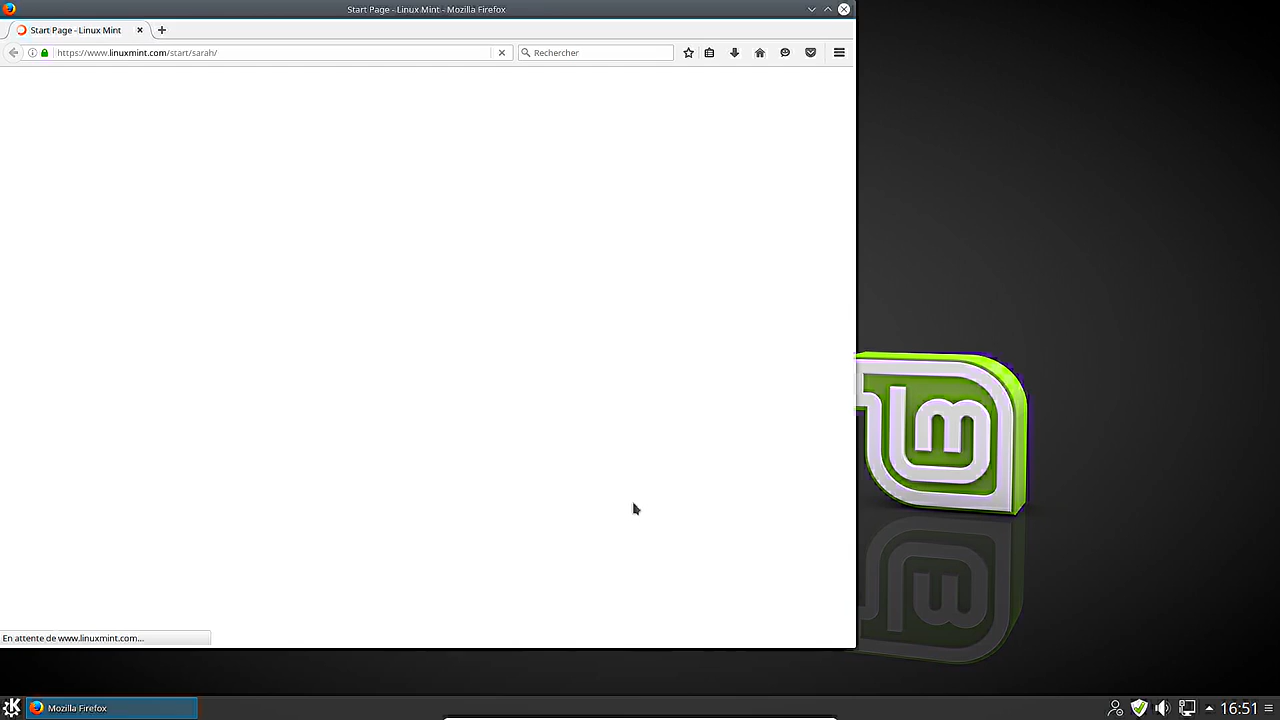 Start Page - Linux Mint - Mozilla Firefox
Start Page - Linux Mint
https://www.linuxmint.com/start/sarah/
Rechercher
En attente de www.linuxmint.com...
Mozilla Firefox
16:51